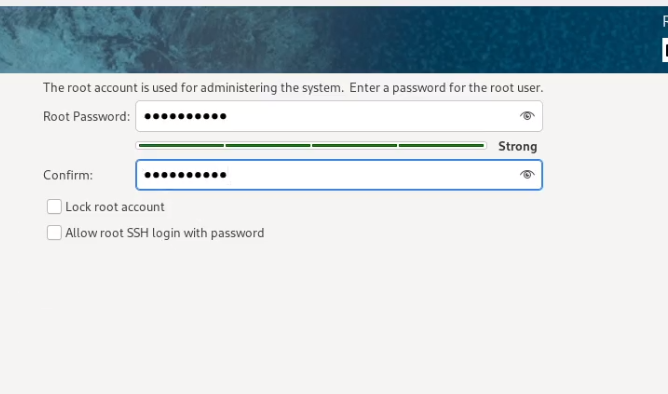 The root account is used for administering the system. Enter a password for the root user.
Root Password: ●●●●●●●●●●
Strong
Confirm: ●●●●●●●●●●
Lock root account
Allow root SSH login with password